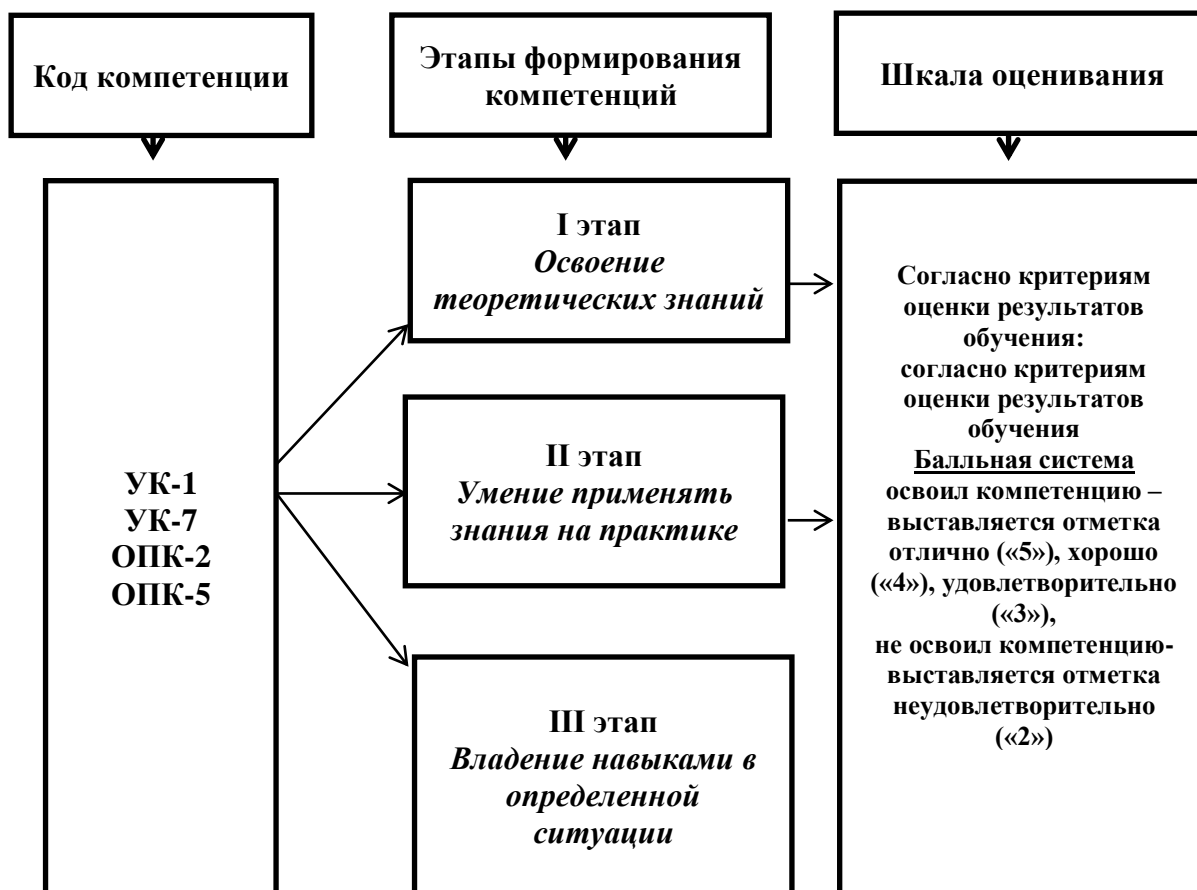 Код компетенции
Этапы формирования
компетенций
Шкала оценивания
УК-1
УК-7
ОПК-2
ОПК-5
I этап
Освоение
теоретических знаний
II этап
Умение применять
знания на практике
III этап
Владение навыками в
определенной
ситуации
Согласно критериям
оценки результатов
обучения:
согласно критериям
оценки результатов
обучения
Балльная система
освоил компетенцию –
выставляется отметка
отлично («5»), хорошо
(«4»), удовлетворительно
(«3»),
не освоил компетенцию-
выставляется отметка
неудовлетворительно
(«2»)